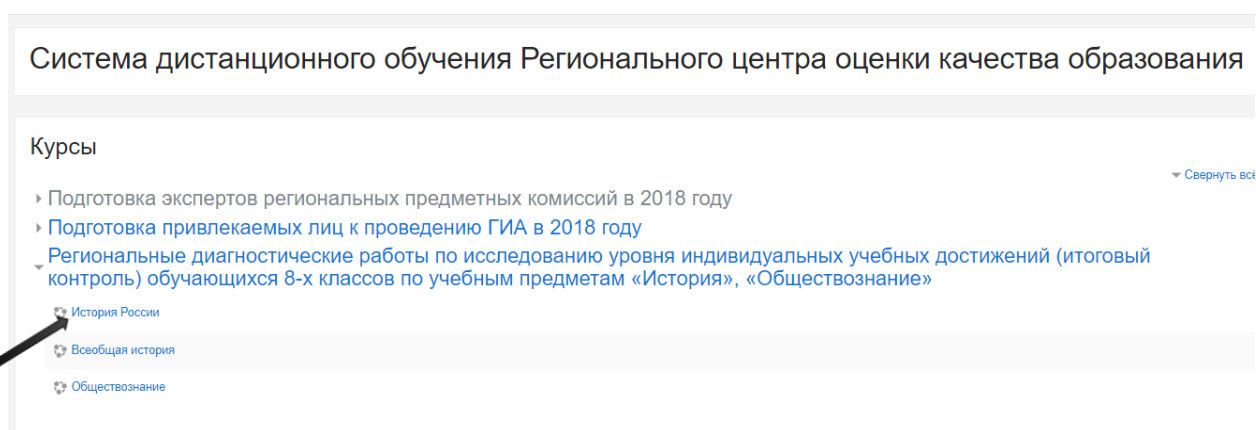 Система дистанционного обучения Регионального центра оценки качества образования
Курсы
Свернуть всё
Подготовка экспертов региональных предметных комиссий в 2018 году
Подготовка привлекаемых лиц к проведению ГИА в 2018 году
Региональные диагностические работы по исследованию уровня индивидуальных учебных достижений (итоговый
контроль) обучающихся 8-х классов по учебным предметам «История», «Обществознание»
История России
Всеобщая история
Обществознание